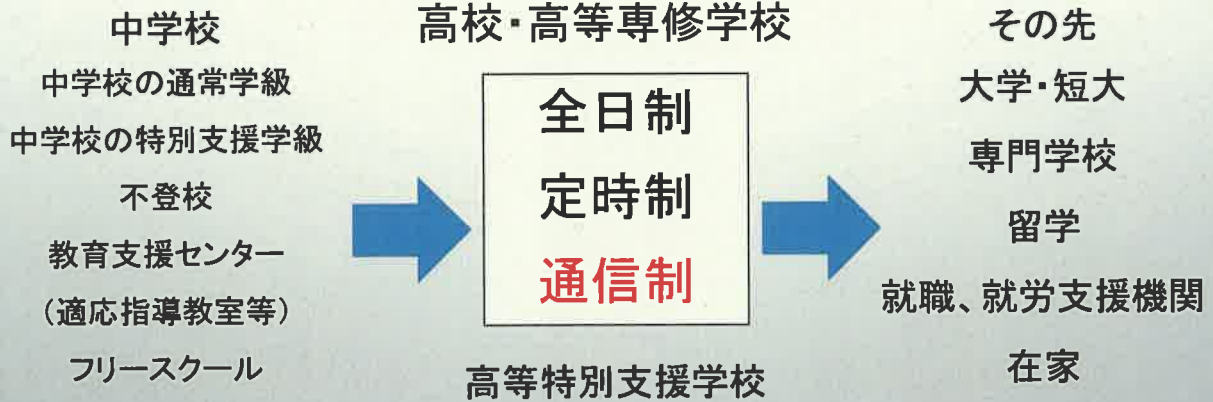 中学校
中学校の通常学級
中学校の特別支援学級
不登校
教育支援センター
(適応指導教室等)
フリースクール
高校・高等専修学校
全日制
定時制
通信制
高等特別支援学校
その先
大学・短大
専門学校
留学
就職、就労支援機関
在家